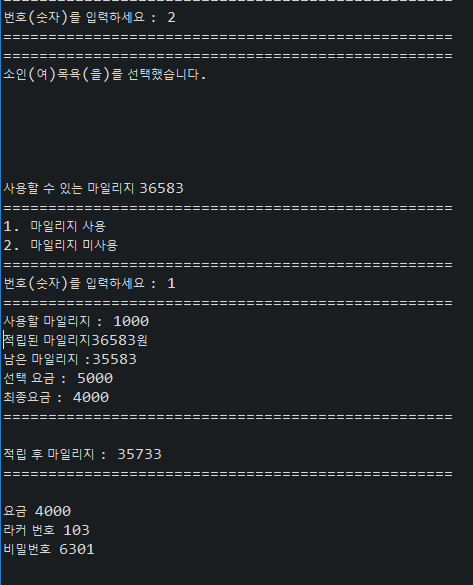 ==================================================
번호(숫자)를 입력하세요 : 2
==================================================
==================================================
소인(여)목욕(을)를 선택했습니다.
사용할 수 있는 마일리지 36583
==================================================
1. 마일리지 사용
2. 마일리지 미사용
==================================================
번호(숫자)를 입력하세요 : 1
==================================================
사용할 마일리지 : 1000
적립된 마일리지36583원
남은 마일리지 :35583
선택 요금 : 5000
최종요금 : 4000
==================================================
적립 후 마일리지 : 35733
==================================================
요금 4000
라커 번호 103
비밀번호 6301